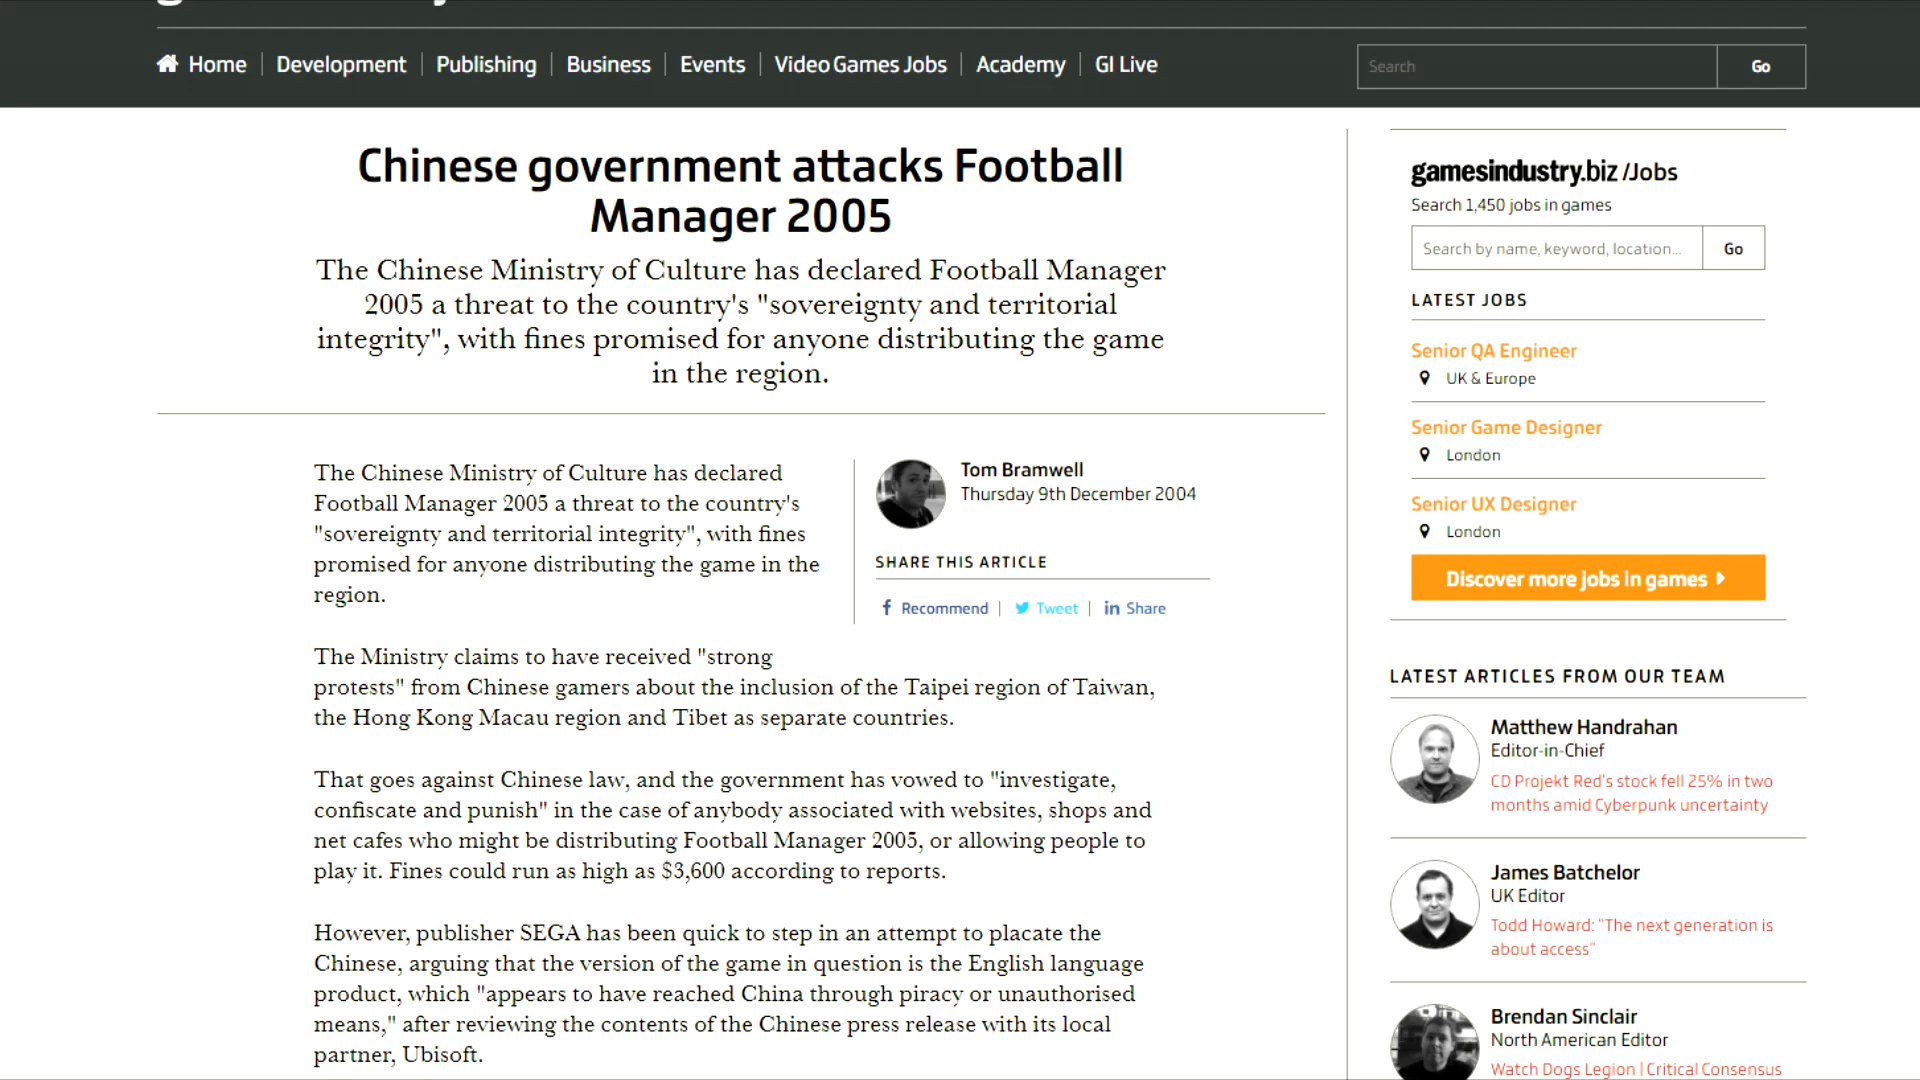 Home
Development
Publishing
Business
Events
Video Games Jobs
Academy
GI Live
Search
Go
Chinese government attacks Football
Manager 2005
The Chinese Ministry of Culture has declared Football Manager
2005 a threat to the country's "sovereignty and territorial
integrity", with fines promised for anyone distributing the game
in the region.
The Chinese Ministry of Culture has declared
Football Manager 2005 a threat to the country's
"sovereignty and territorial integrity", with fines
promised for anyone distributing the game in the
region.
Tom Bramwell
Thursday 9th December 2004
SHARE THIS ARTICLE
Recommend
Tweet
in Share
The Ministry claims to have received "strong
protests" from Chinese gamers about the inclusion of the Taipei region of Taiwan,
the Hong Kong Macau region and Tibet as separate countries.
That goes against Chinese law, and the government has vowed to "investigate,
confiscate and punish" in the case of anybody associated with websites, shops and
net cafes who might be distributing Football Manager 2005, or allowing people to
play it. Fines could run as high as $3,600 according to reports.
However, publisher SEGA has been quick to step in an attempt to placate the
Chinese, arguing that the version of the game in question is the English language
product, which "appears to have reached China through piracy or unauthorised
means," after reviewing the contents of the Chinese press release with its local
partner, Ubisoft.
gamesindustry.biz /Jobs
Search 1,450 jobs in games
Search by name, keyword, location...
Go
LATEST JOBS
Senior QA Engineer
UK & Europe
Senior Game Designer
London
Senior UX Designer
London
Discover more jobs in games
LATEST ARTICLES FROM OUR TEAM
Matthew Handrahan
Editor-in-Chief
CD Projekt Red's stock fell 25% in two
months amid Cyberpunk uncertainty
James Batchelor
UK Editor
Todd Howard: "The next generation is
about access"
Brendan Sinclair
North American Editor
Watch Dogs Legion | Critical Consensus